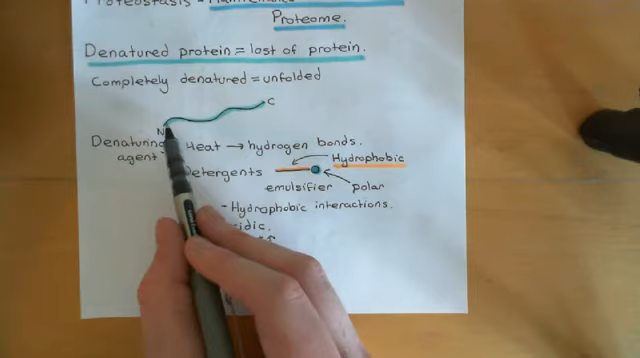 Proteostasis =
Proteome.
Denatured protein = lost of protein.
Completely denatured = unfolded
C
N
Denaturing Heat → hydrogen bonds.
agent
Hydrophobic
Detergents
emulsifier polar
- Hydrophobic interactions.